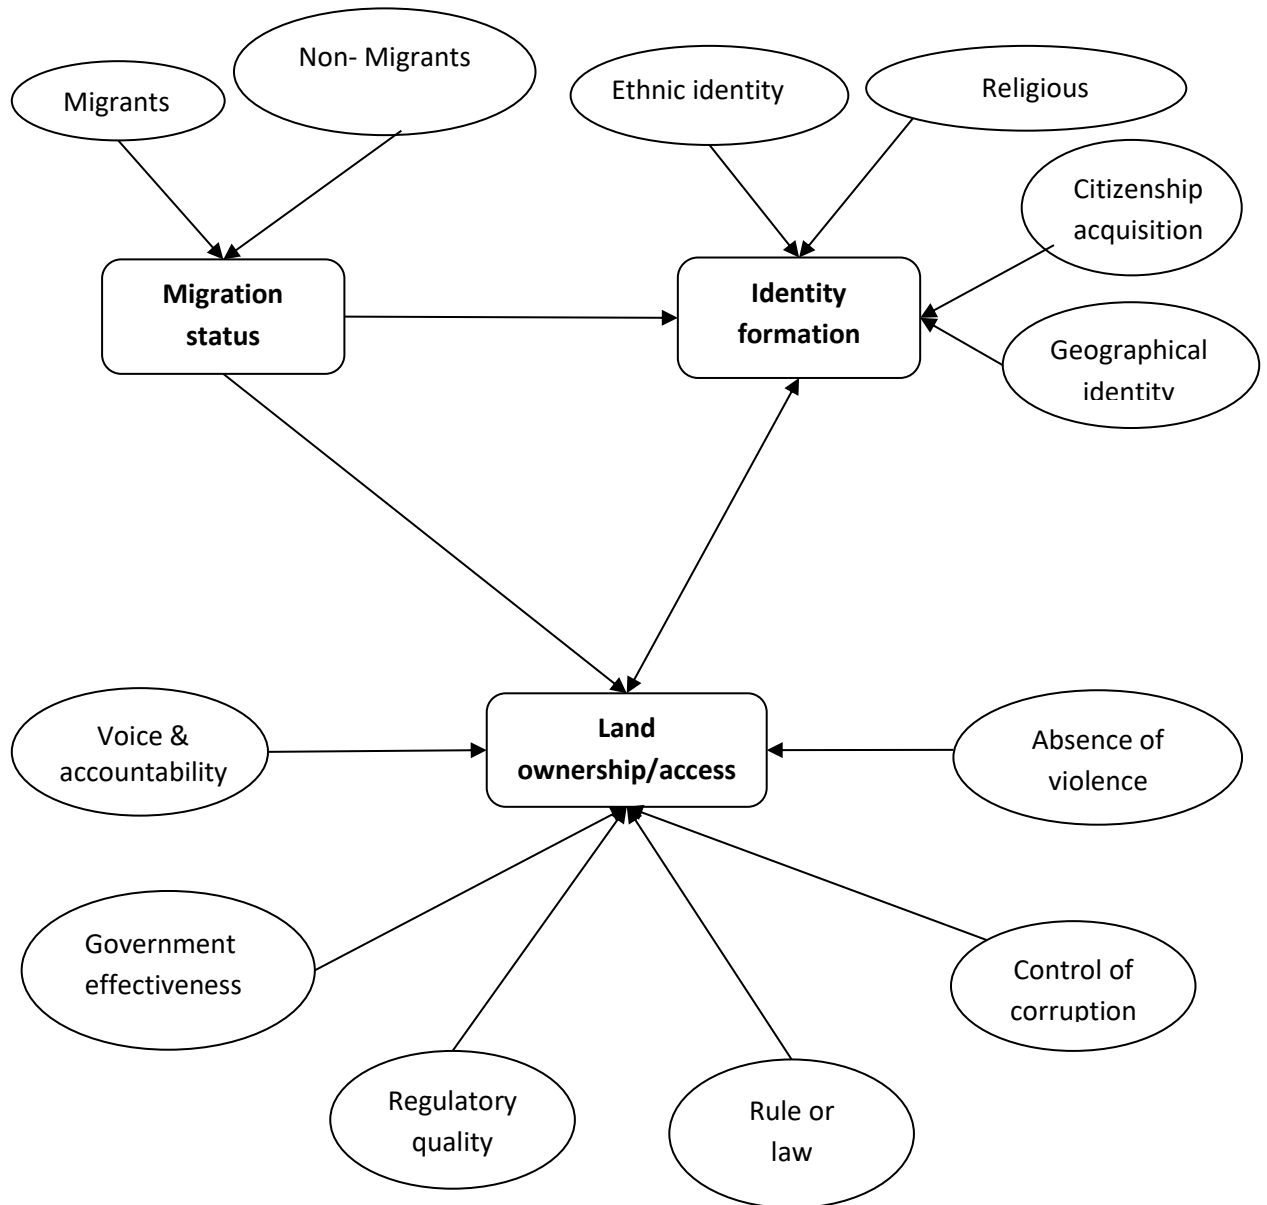 Non- Migrants
Migrants
Ethnic identity
Religious
Citizenship
acquisition
Migration
status
Identity
formation
Geographical
identity
Voice &
accountability
Land
ownership/access
Absence of
violence
Government
effectiveness
Control of
corruption
Regulatory
quality
Rule or
law